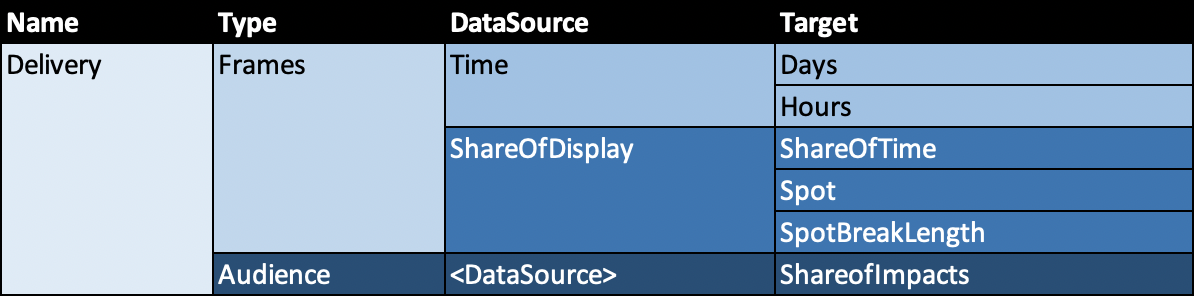 Name Type DataSource Target
Delivery Frames Time Days
Hours
ShareOfDisplay ShareOfTime
Spot
SpotBreakLength
Audience <DataSource> ShareofImpacts